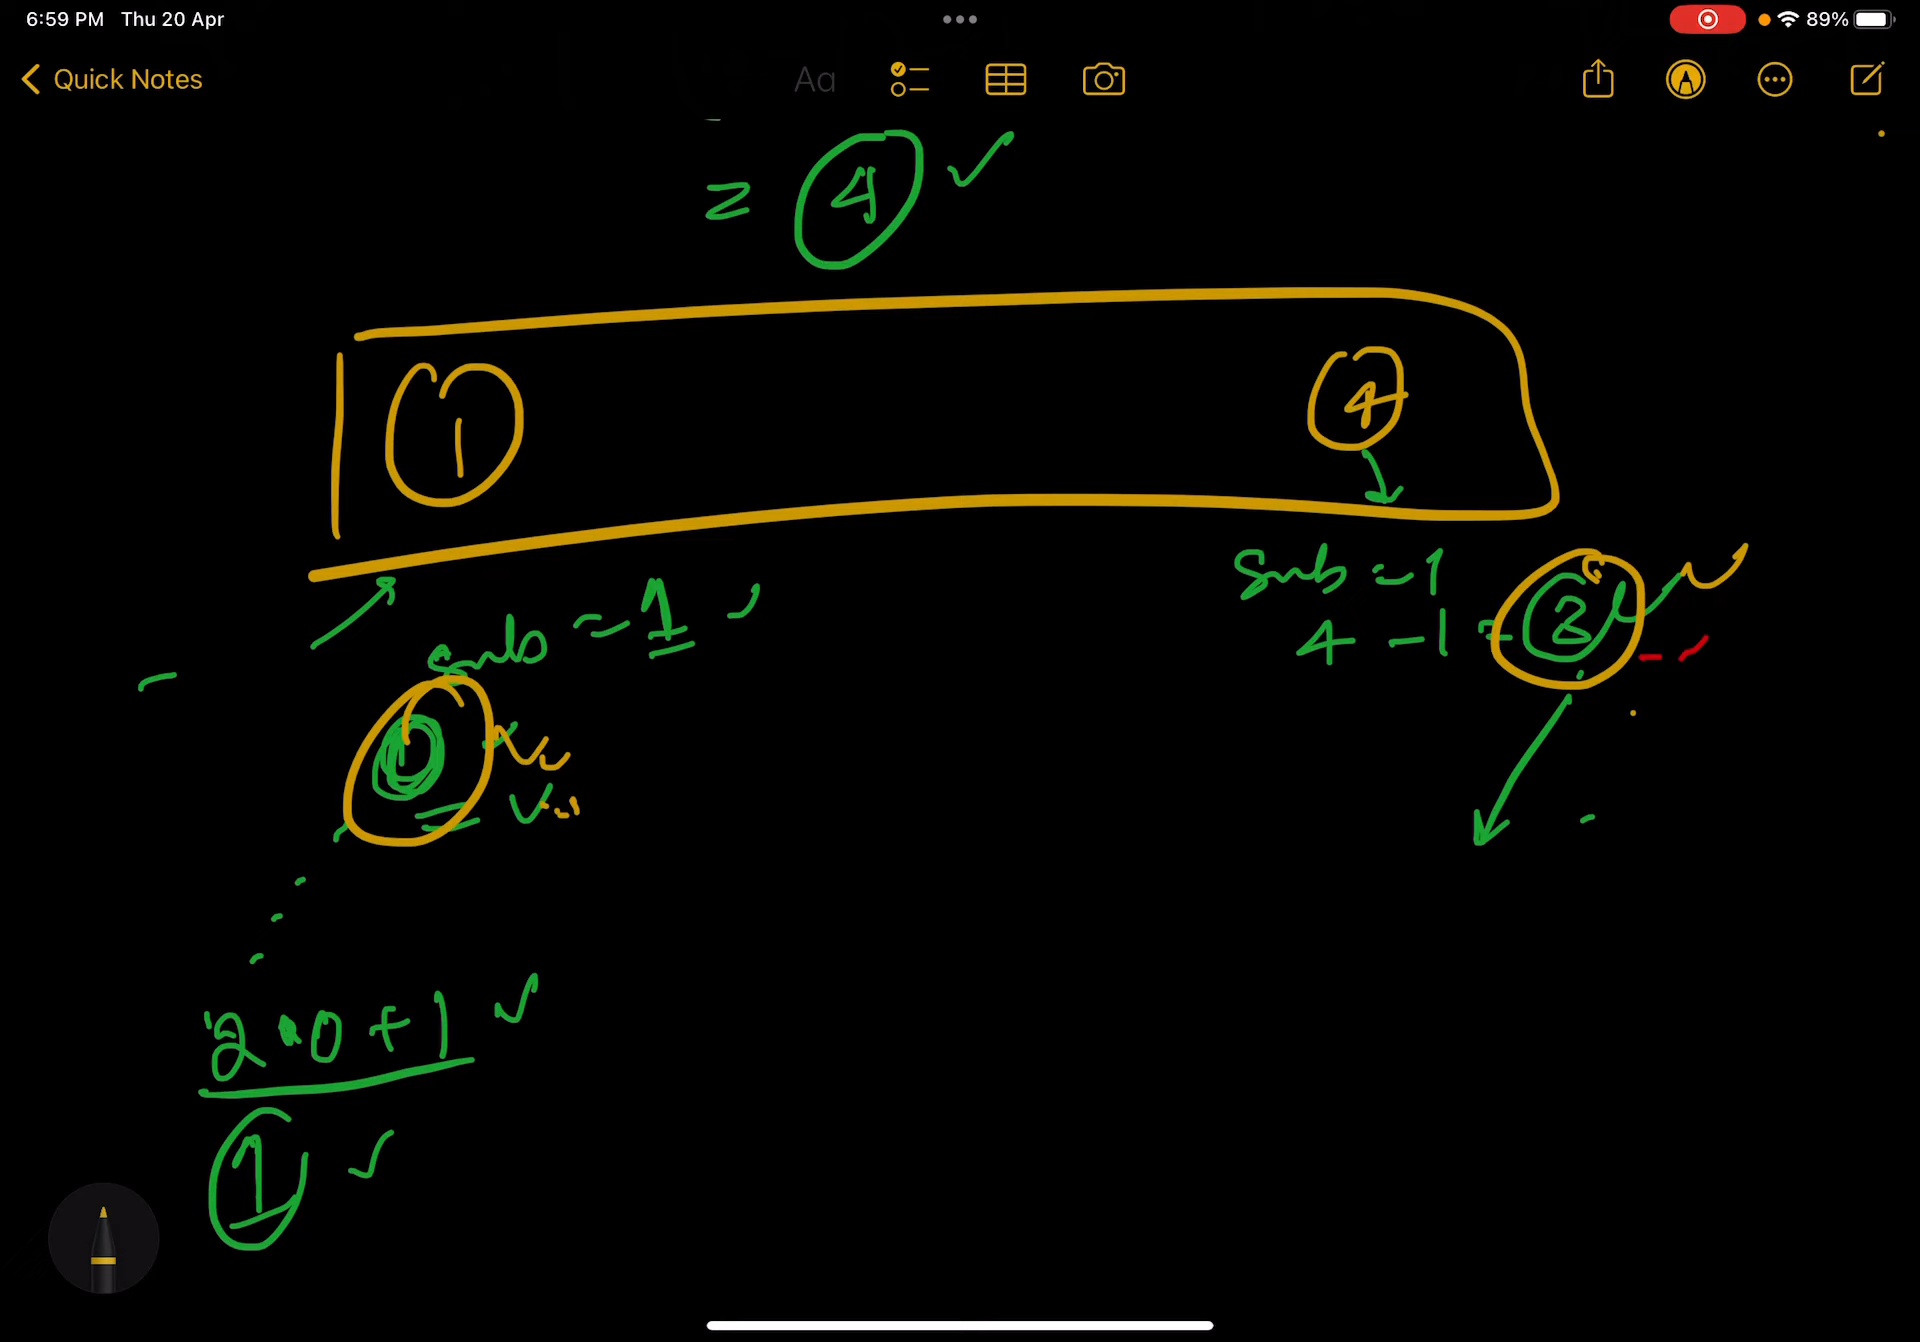 6:59 PM Thu 20 Apr
89%
Quick Notes
Aa
= 4 ✓
1
4
sub = 1
sub = 1
4 - 1 = 3
0
2*0 + 1 ✓
1 ✓